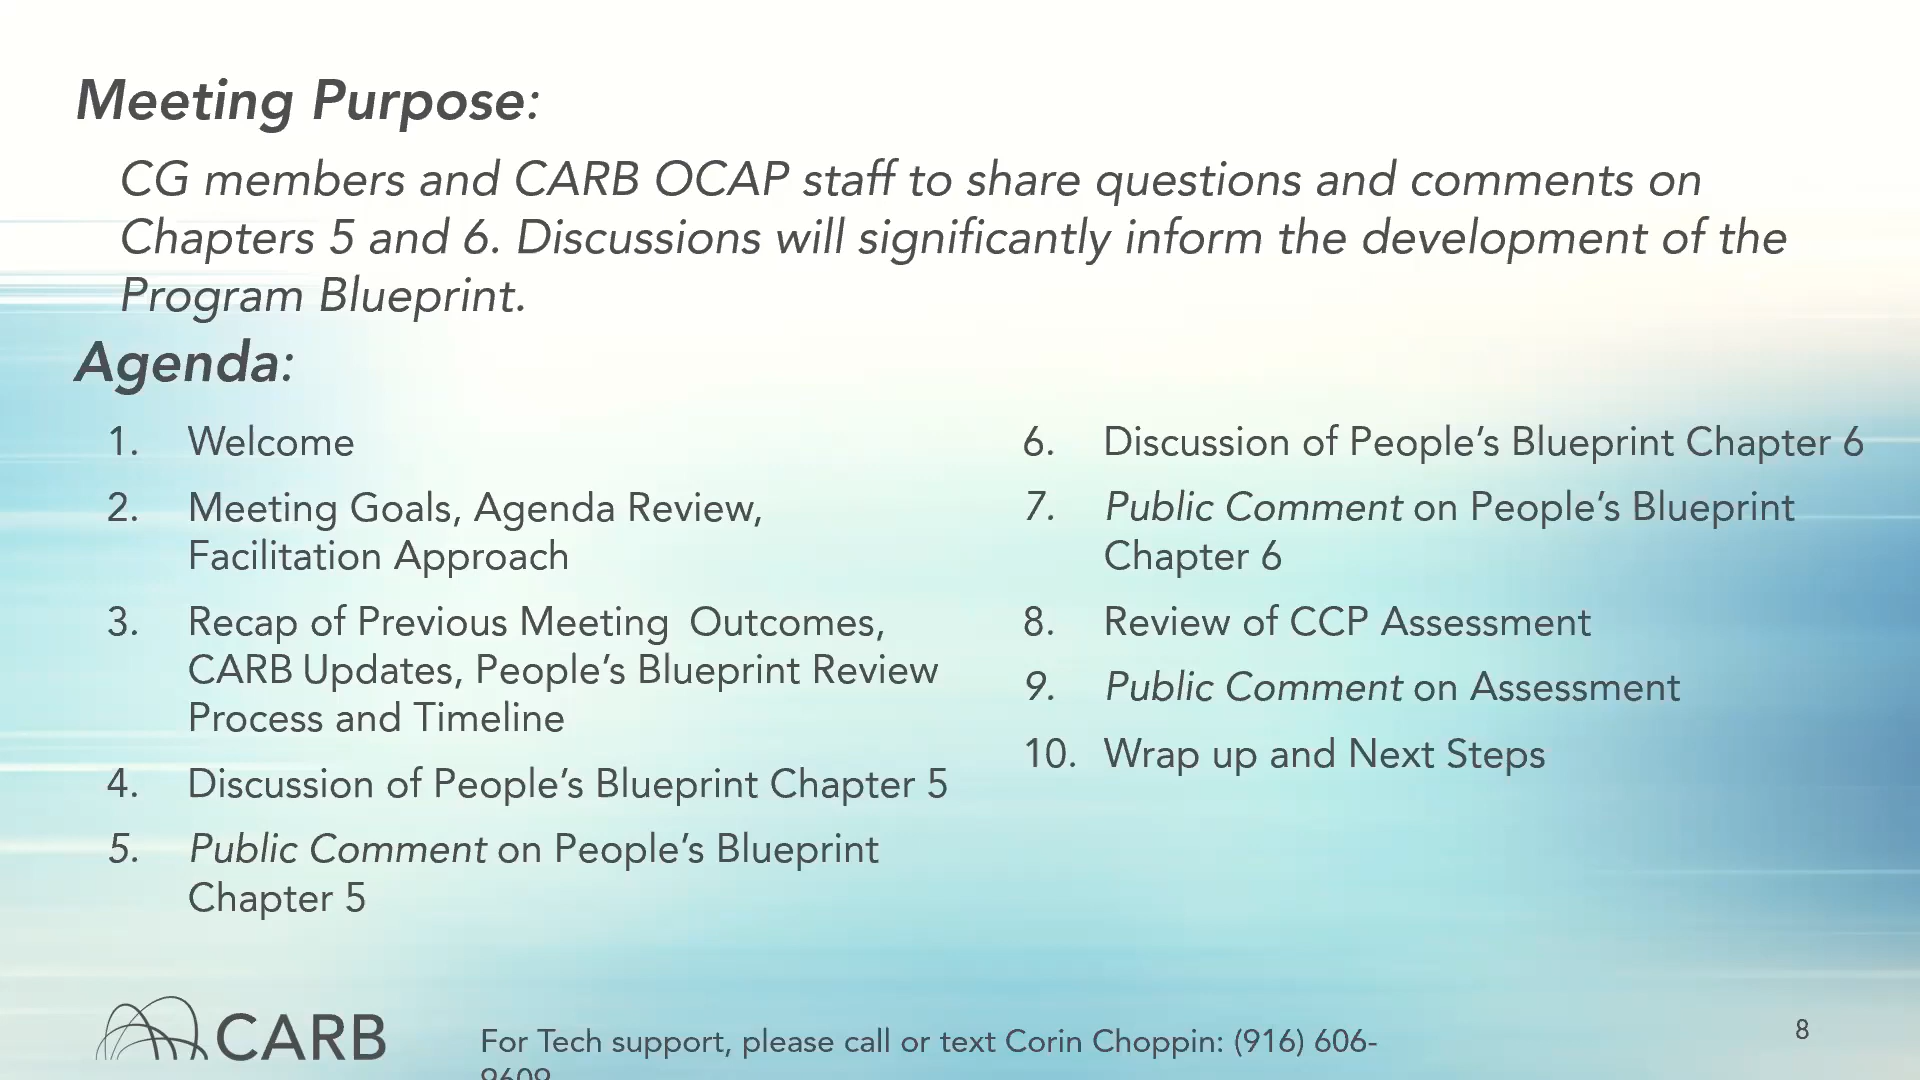 Meeting Purpose:
CG members and CARB OCAP staff to share questions and comments on
Chapters 5 and 6. Discussions will significantly inform the development of the
Program Blueprint.
Agenda:
1. Welcome
2. Meeting Goals, Agenda Review,
Facilitation Approach
3. Recap of Previous Meeting  Outcomes,
CARB Updates, People’s Blueprint Review
Process and Timeline
4. Discussion of People’s Blueprint Chapter 5
5. Public Comment on People’s Blueprint
Chapter 5
6. Discussion of People’s Blueprint Chapter 6
7. Public Comment on People’s Blueprint
Chapter 6
8. Review of CCP Assessment
9. Public Comment on Assessment
10. Wrap up and Next Steps
CARB
For Tech support, please call or text Corin Choppin: (916) 606-
8